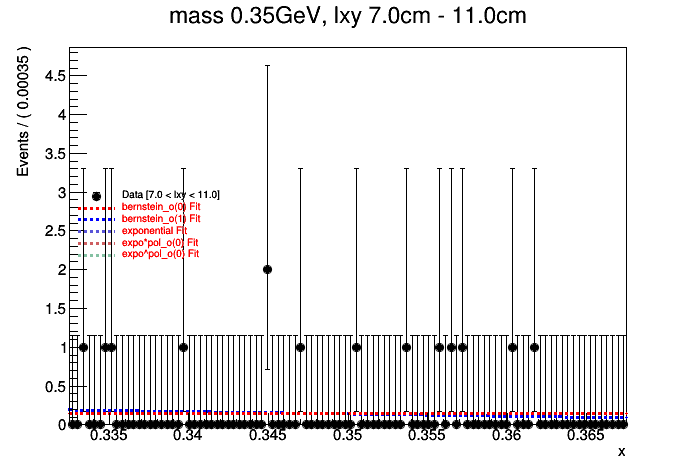 mass 0.35GeV, lxy 7.0cm - 11.0cm
Events / ( 0.00035 )
4.5
4
3.5
3
2.5
2
1.5
1
0.5
0
Data [7.0 < lxy < 11.0]
bernstein_o(0) Fit
bernstein_o(1) Fit
exponential Fit
expo*pol_o(0) Fit
expo^pol_o(0) Fit
0.335 0.34 0.345 0.35 0.355 0.36 0.365
x